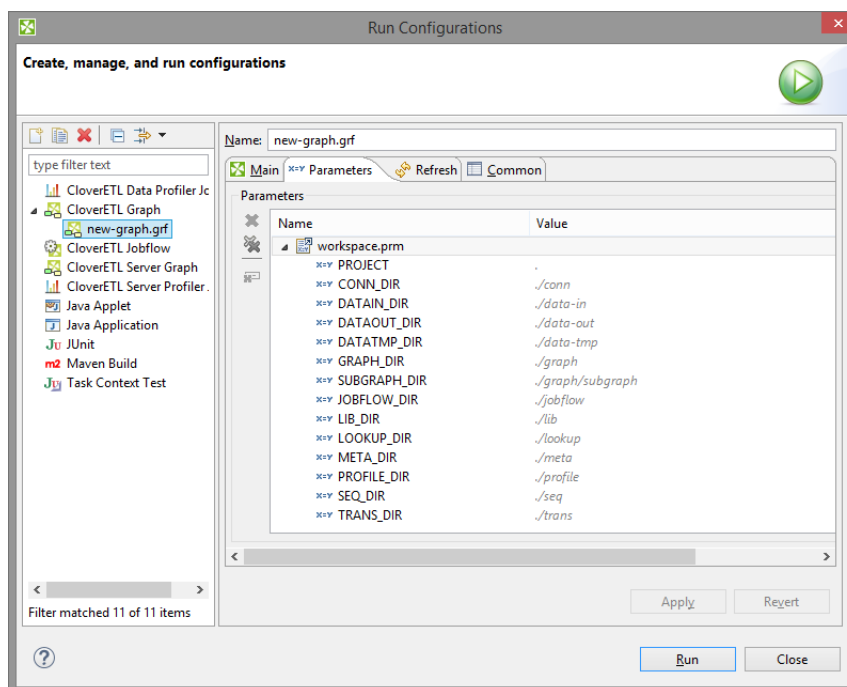 Run Configurations
Create, manage, and run configurations
type filter text
CloverETL Data Profiler Jc
CloverETL Graph
new-graph.grf
CloverETL Jobflow
CloverETL Server Graph
CloverETL Server Profiler.
Java Applet
Java Application
Ju JUnit
m2 Maven Build
Juj Task Context Test
Filter matched 11 of 11 items
Name: new-graph.grf
Main x=y Parameters Refresh Common
Parameters
Name Value
workspace.prm
x=y PROJECT .
x=y CONN_DIR ./conn
x=y DATAIN_DIR ./data-in
x=y DATAOUT_DIR ./data-out
x=y DATATMP_DIR ./data-tmp
x=y GRAPH_DIR ./graph
x=y SUBGRAPH_DIR ./graph/subgraph
x=y JOBFLOW_DIR ./jobflow
x=y LIB_DIR ./lib
x=y LOOKUP_DIR ./lookup
x=y META_DIR ./meta
x=y PROFILE_DIR ./profile
x=y SEQ_DIR ./seq
x=y TRANS_DIR ./trans
Apply Revert
? Run Close